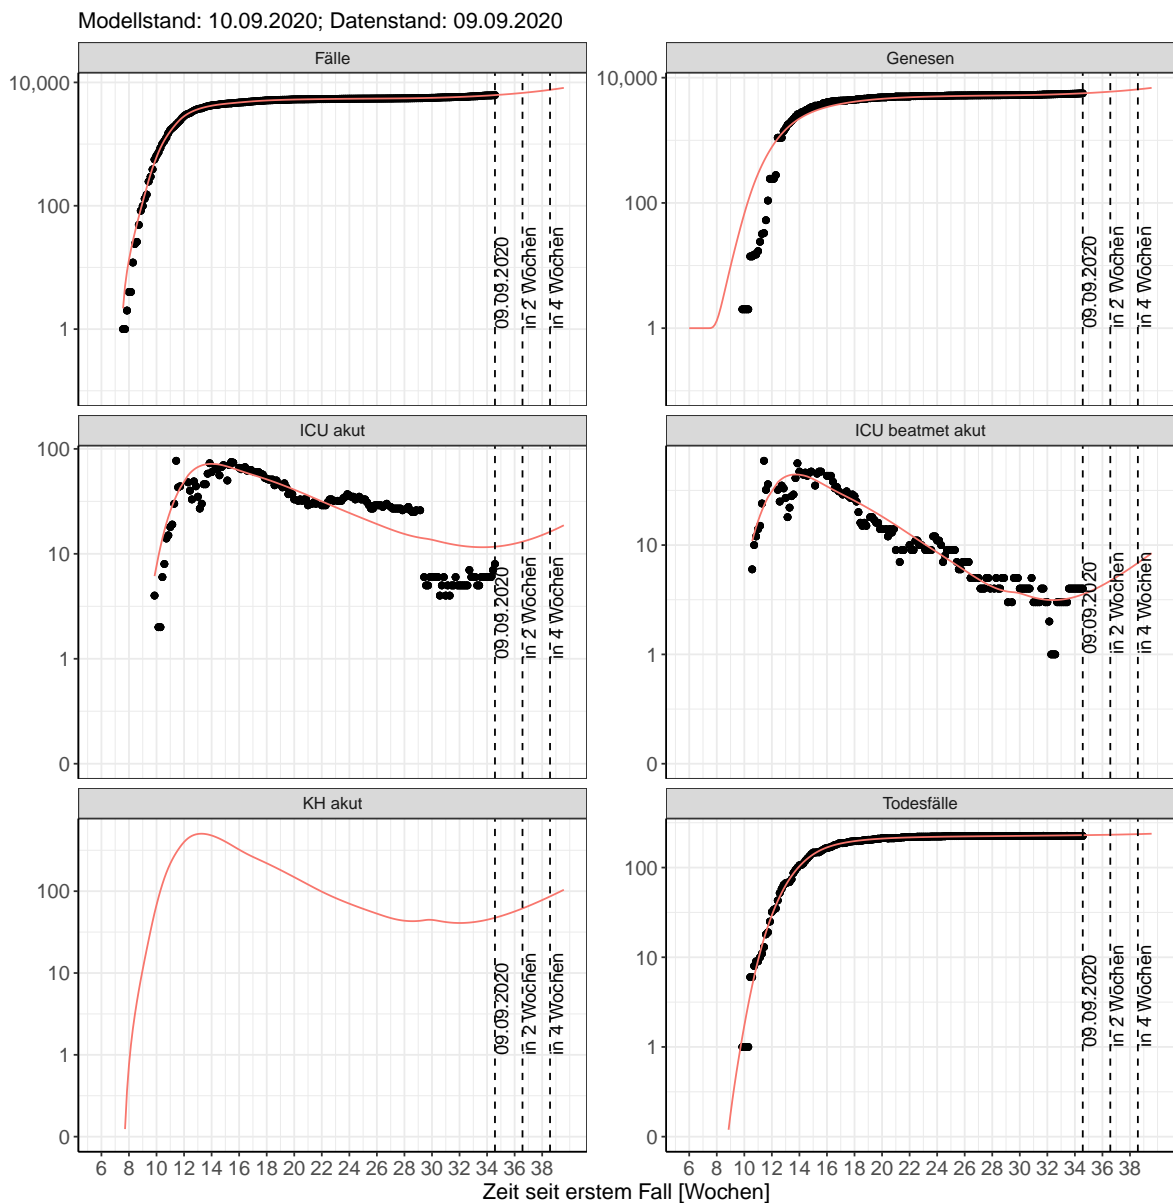 Modellstand: 10.09.2020; Datenstand: 09.09.2020
Fälle
Genesen
10,000
100
1
09.09.2020
in 2 Wochen
in 4 Wochen
10,000
100
1
09.09.2020
in 2 Wochen
in 4 Wochen
ICU akut
ICU beatmet akut
100
10
1
0
09.09.2020
in 2 Wochen
in 4 Wochen
10
1
0
09.09.2020
in 2 Wochen
in 4 Wochen
KH akut
Todesfälle
100
10
1
0
09.09.2020
in 2 Wochen
in 4 Wochen
100
10
1
0
09.09.2020
in 2 Wochen
in 4 Wochen
6 8 10 12 14 16 18 20 22 24 26 28 30 32 34 36 38
6 8 10 12 14 16 18 20 22 24 26 28 30 32 34 36 38
Zeit seit erstem Fall [Wochen]